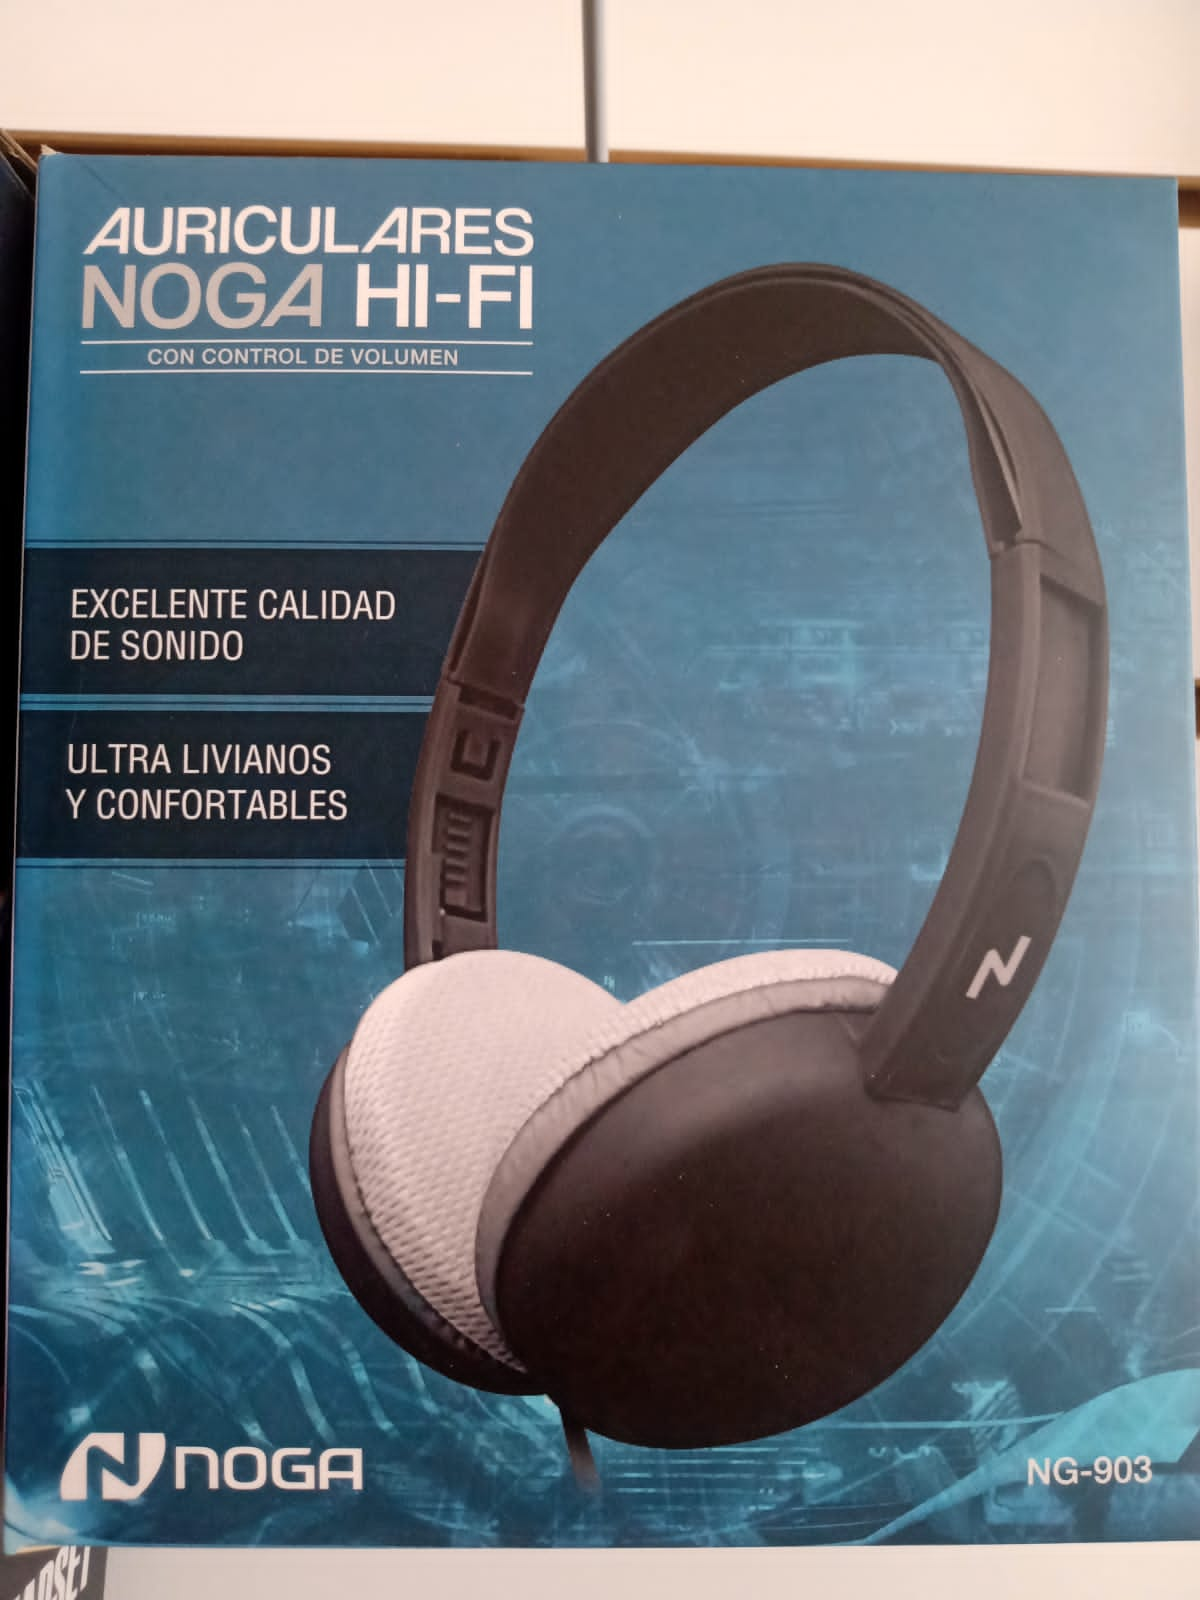 AURICULARES
NOGA HI-FI
CON CONTROL DE VOLUMEN
EXCELENTE CALIDAD
DE SONIDO
ULTRA LIVIANOS
Y CONFORTABLES
N
NOGA
NG-903